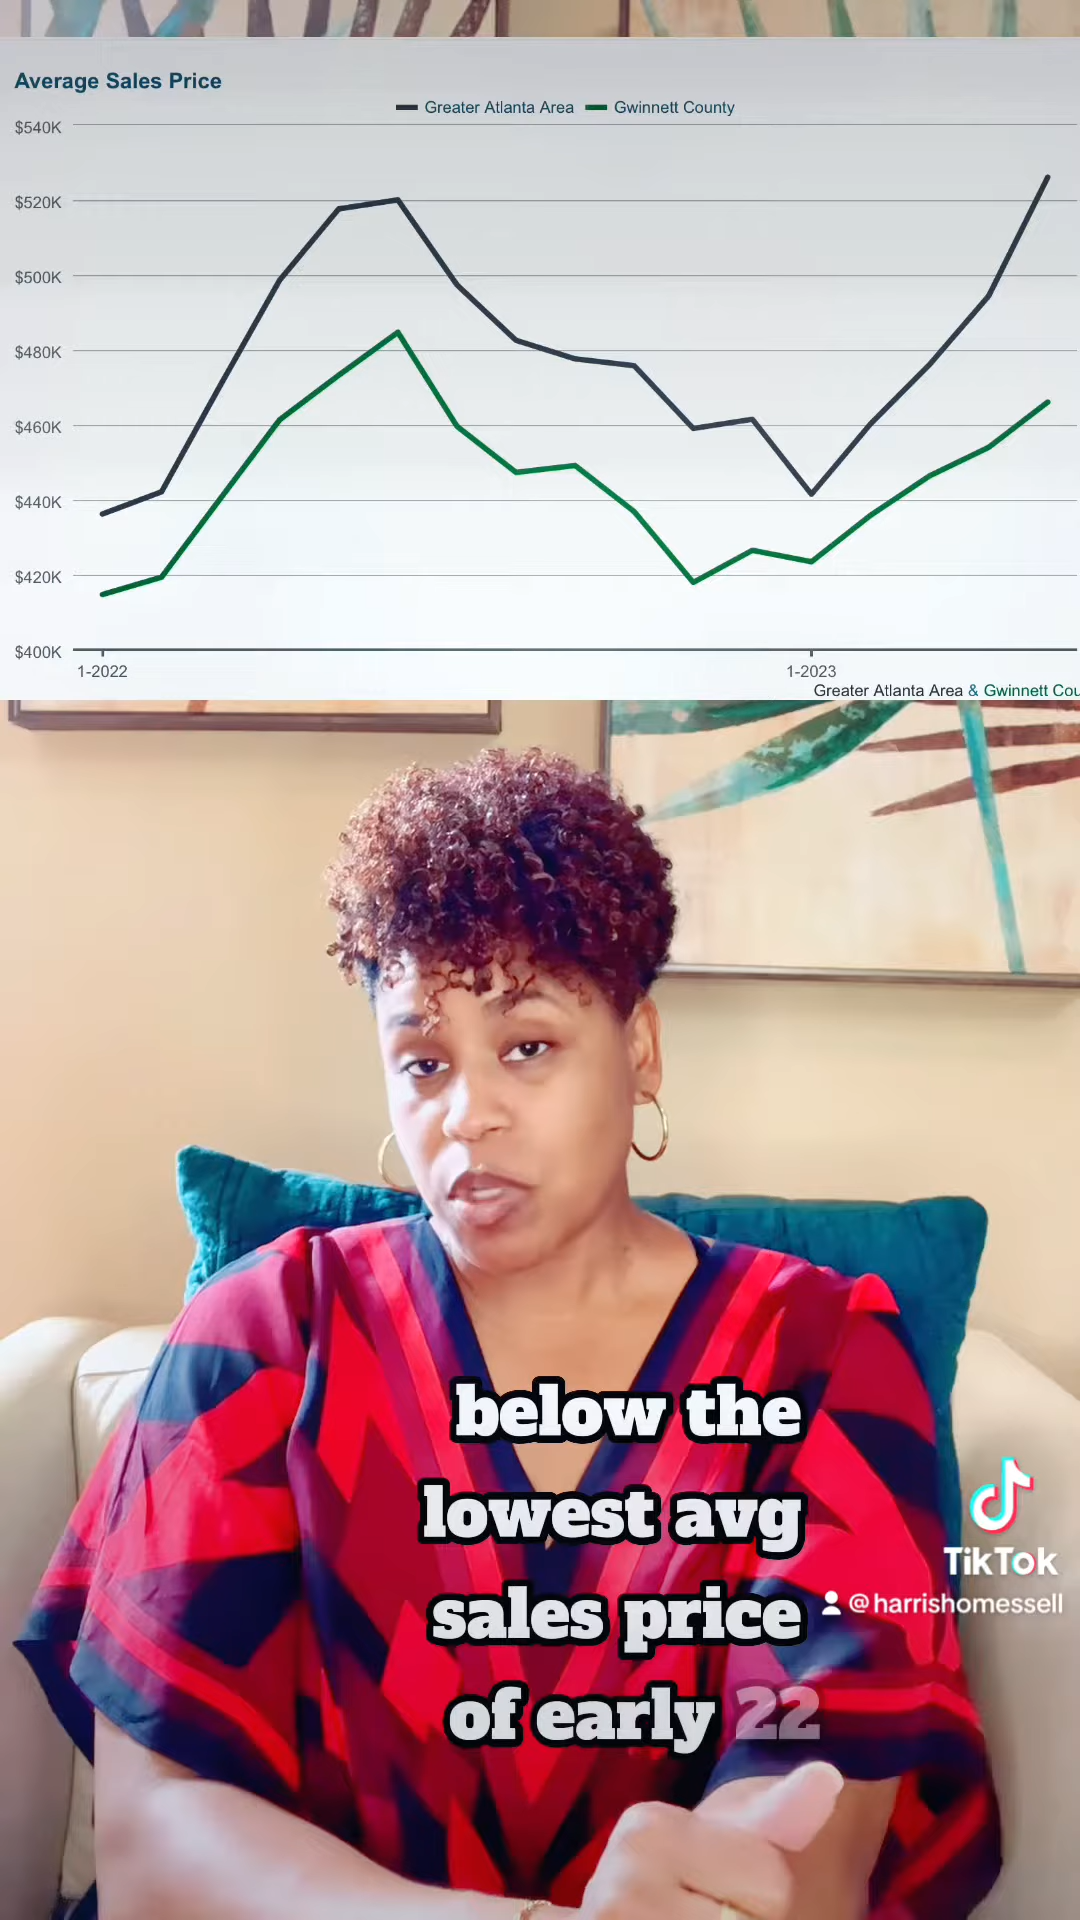 Average Sales Price
Greater Atlanta Area Gwinnett County
$540K
$520K
$500K
$480K
$460K
$440K
$420K
$400K
1-2022 1-2023
Greater Atlanta Area & Gwinnett Cou
below the
lowest avg
sales price
of early 22
TikTok
@harrishomessell